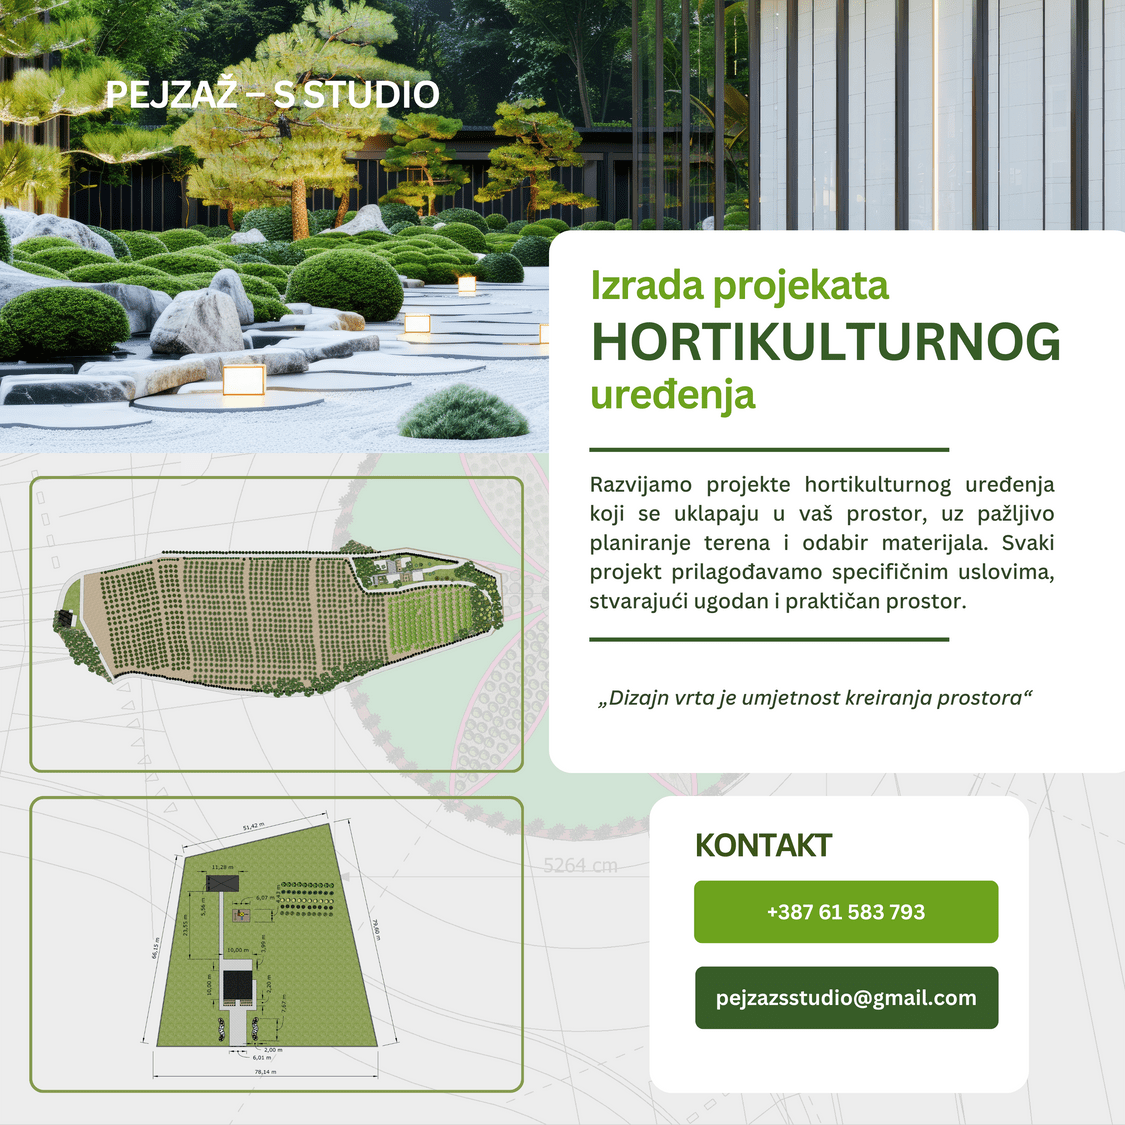 PEJZAŽ – S STUDIO
Izrada projekata
HORTIKULTURNOG
uređenja
Razvijamo projekte hortikulturnog uređenja
koji se uklapaju u vaš prostor, uz pažljivo
planiranje terena i odabir materijala. Svaki
projekt prilagođavamo specifičnim uslovima,
stvarajući ugodan i praktičan prostor.
„Dizajn vrta je umjetnost kreiranja prostora“
5264 cm
51,42 m
11,29 m
5,56 m
6,07 m
23,55 m
79,60 m
66,15 m
10,00 m
3,90 m
10,00 m
2,20 m
7,67 m
2,00 m
6,01 m
78,14 m
KONTAKT
+387 61 583 793
pejzazsstudio@gmail.com